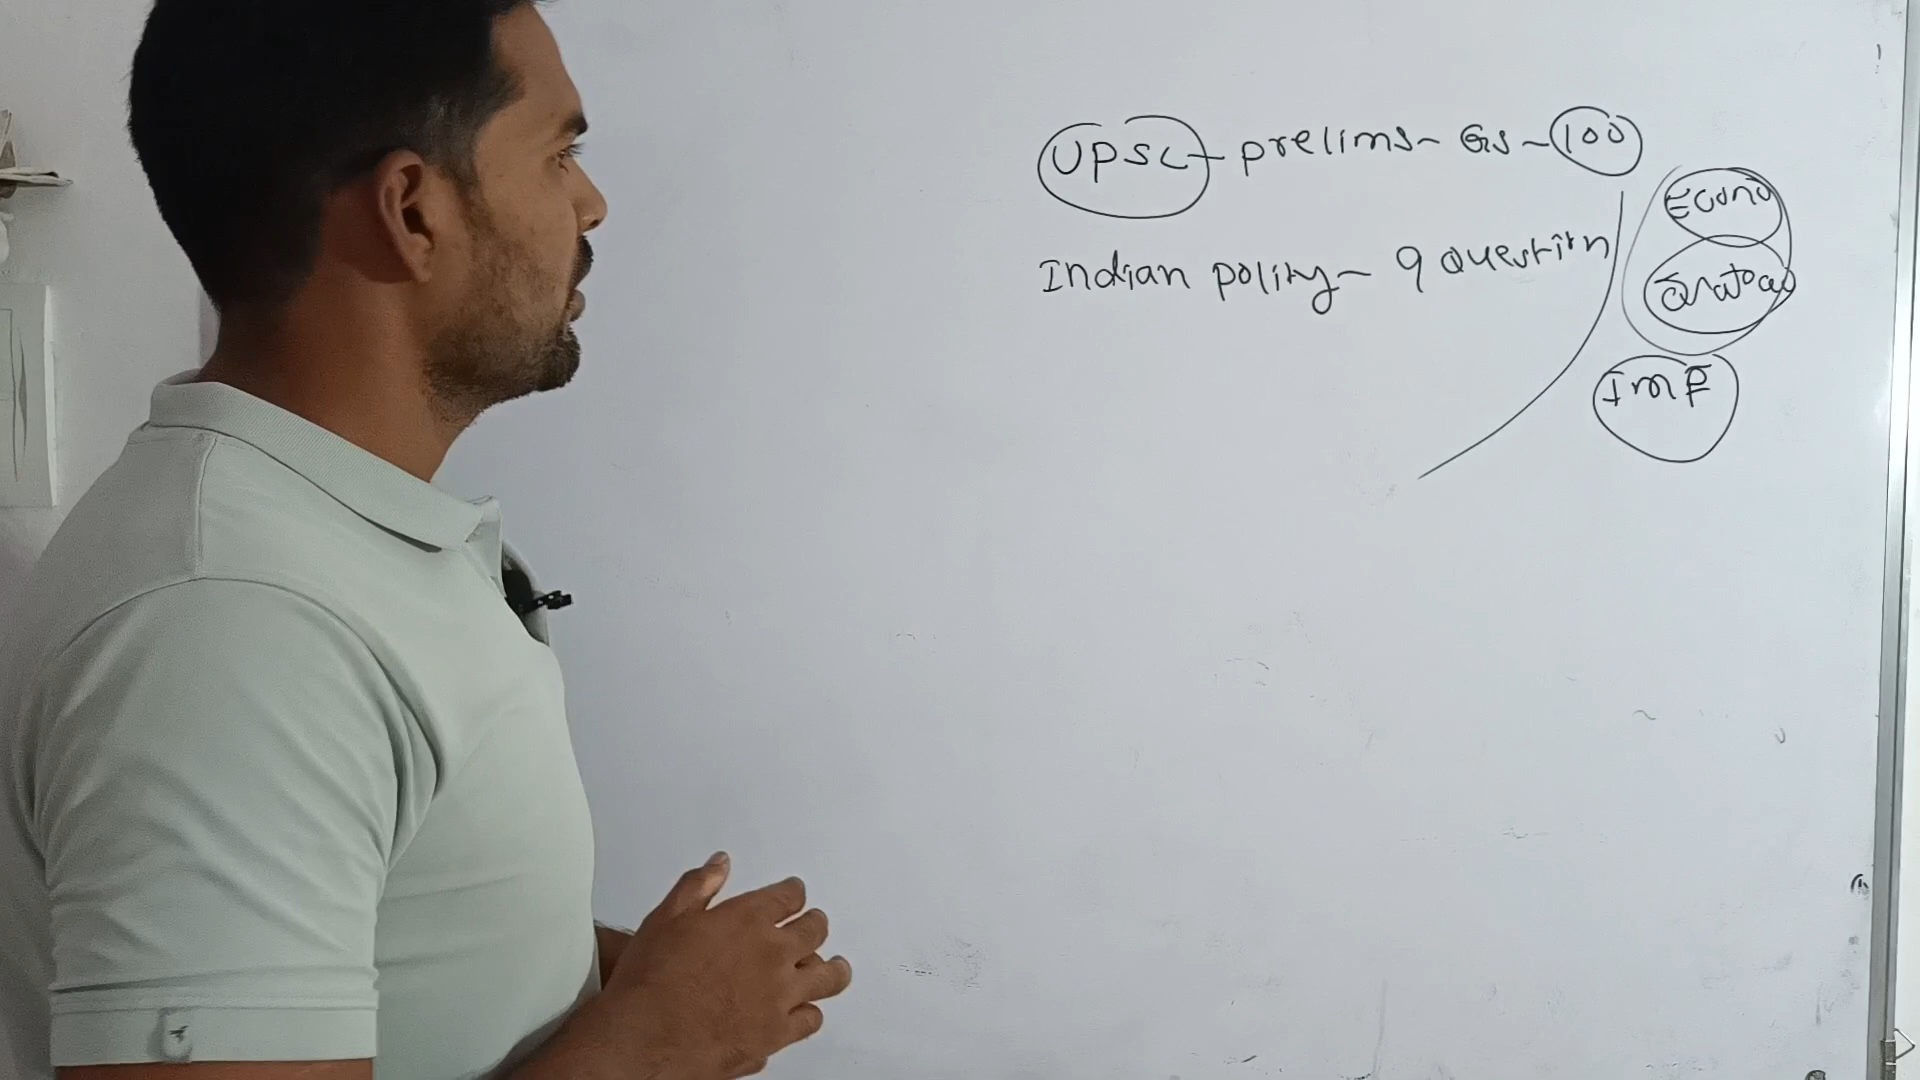 UPSC - prelims - GS - 100
Indian polity - 9 question
Econo
IMF